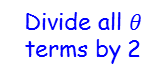 Divide all θ
terms by 2